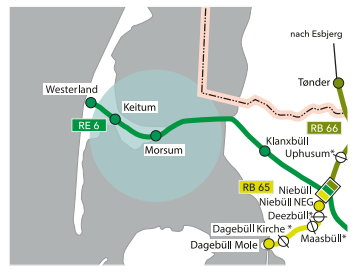 nach Esbjerg
Tønder
Westerland
Keitum
RE 6
RB 66
Morsum
Klanxbüll
Uphusum*
RB 65
Niebüll
Niebüll NEG
Deezbüll*
Dagebüll Kirche *
Maasbüll*
Dagebüll Mole